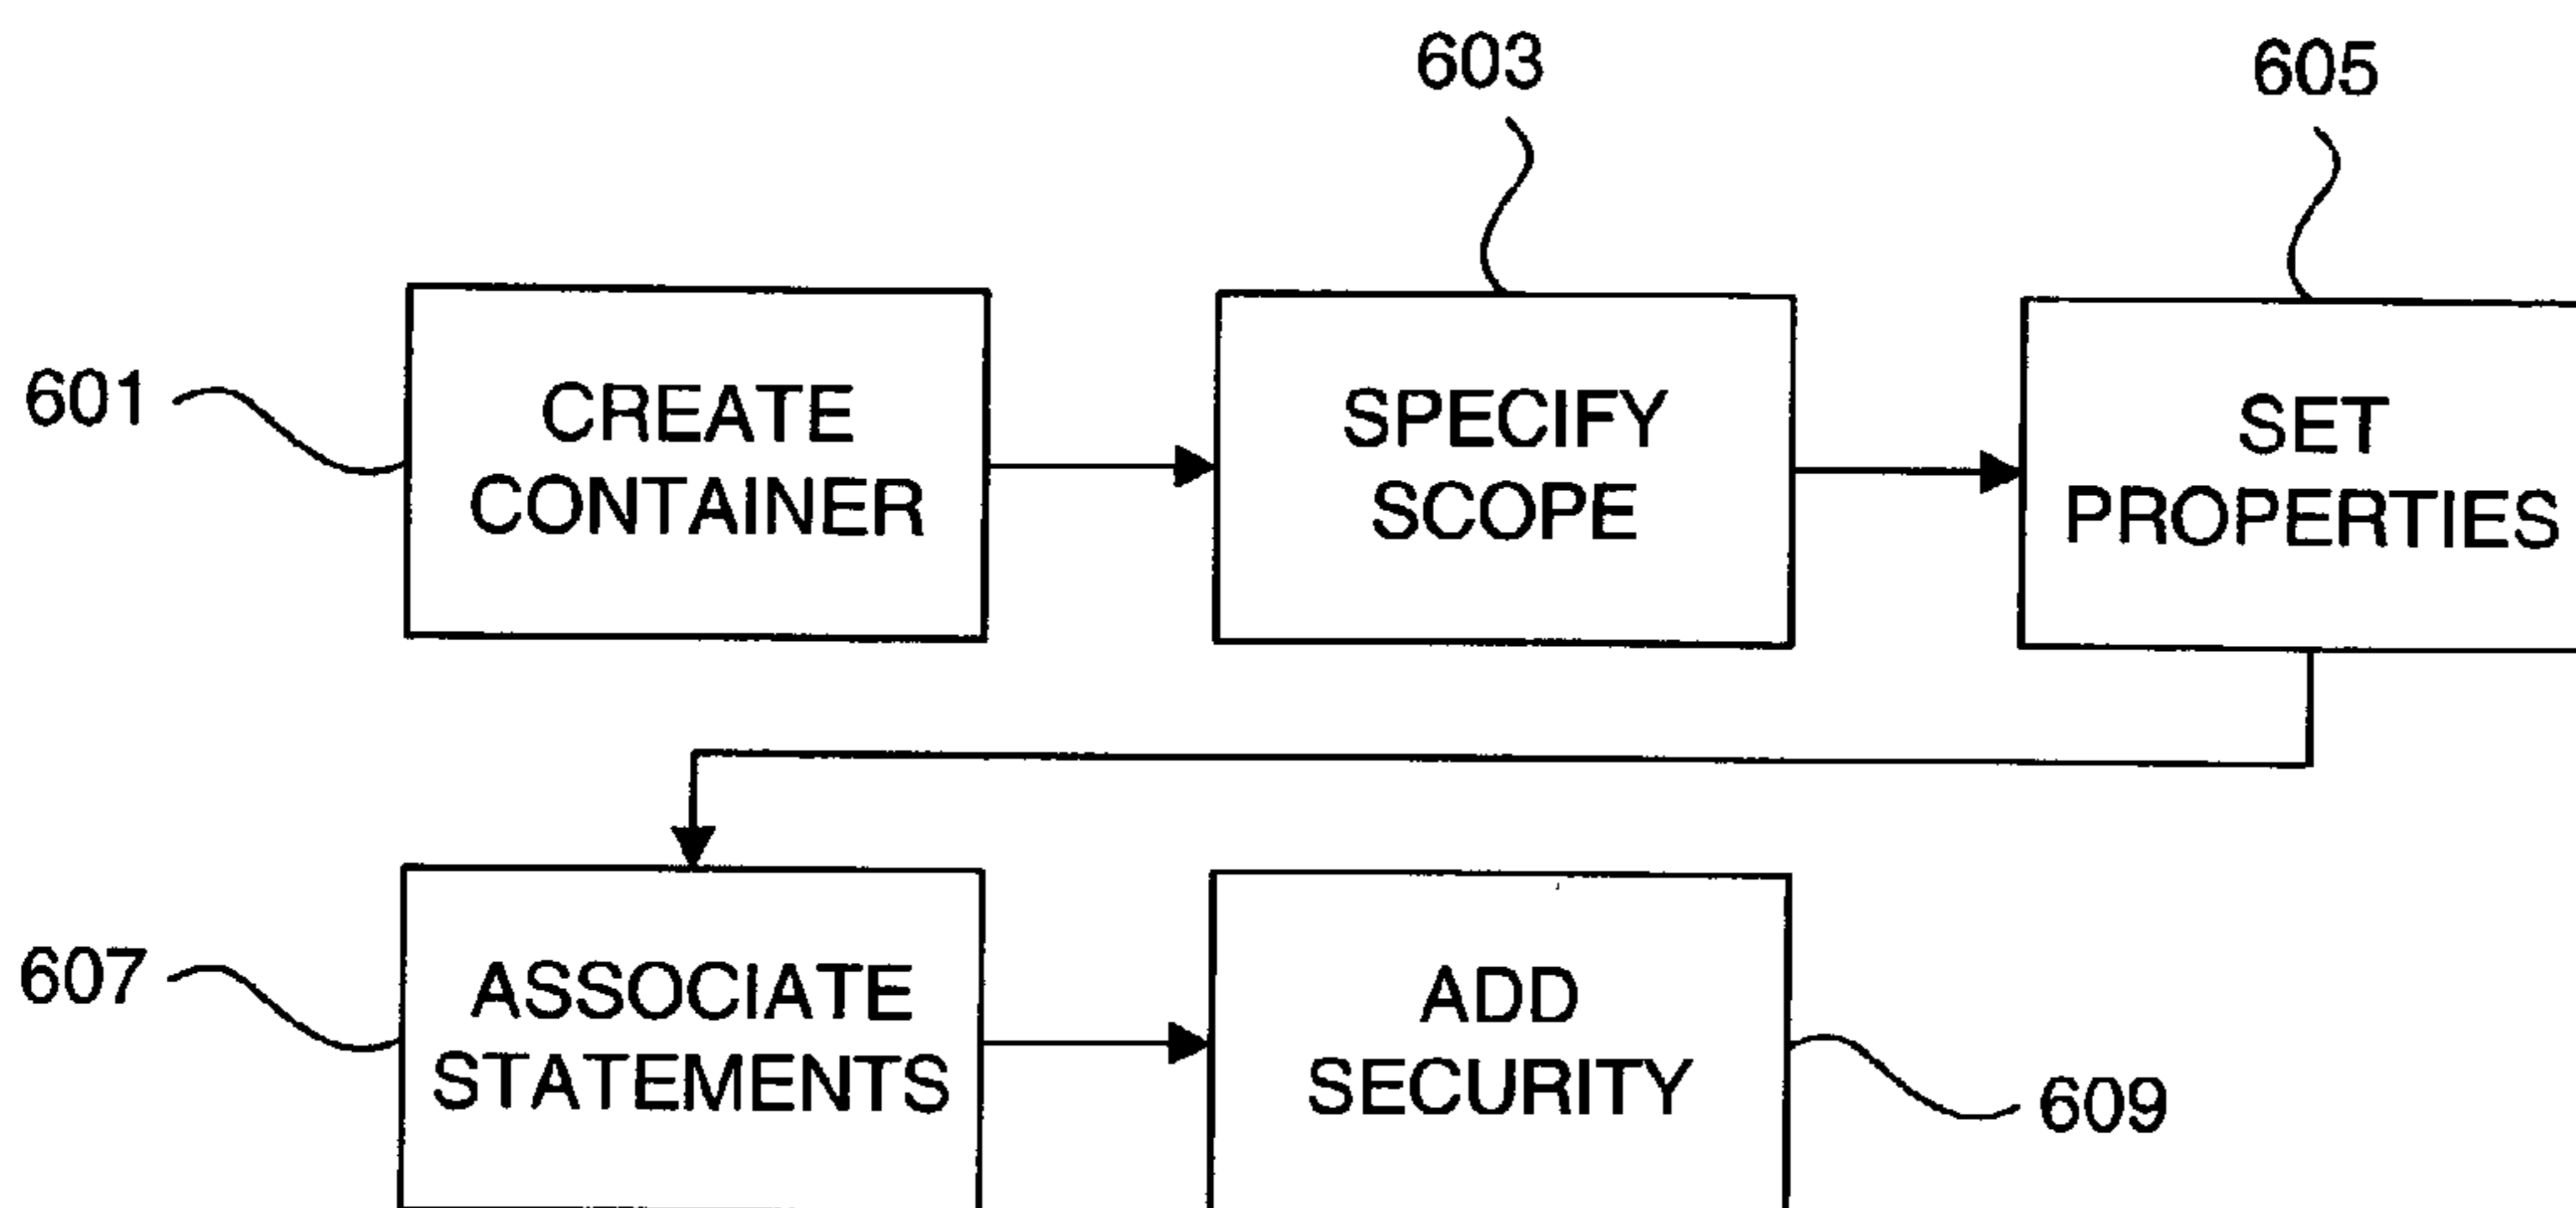 603
605
601
CREATE
CONTAINER
SPECIFY
SCOPE
SET
PROPERTIES
607
ASSOCIATE
STATEMENTS
ADD
SECURITY
609